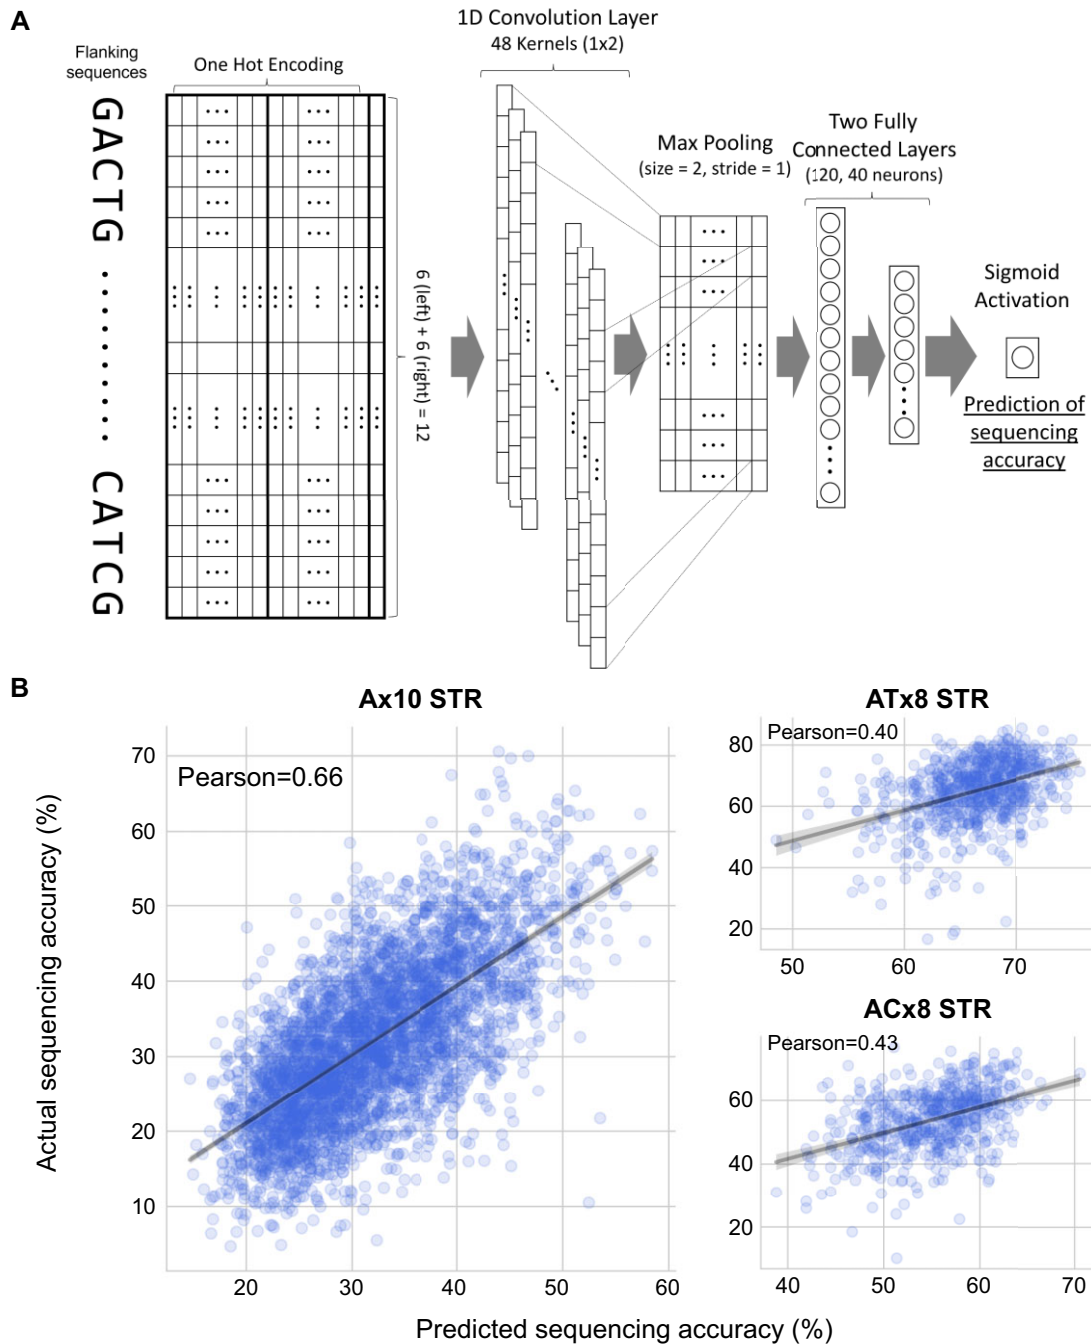 A
1D Convolution Layer
48 Kernels (1x2)
Flanking
sequences
One Hot Encoding
GACTG
CATCG
6 (left) + 6 (right) = 12
Max Pooling
(size = 2, stride = 1)
Two Fully
Connected Layers
(120, 40 neurons)
Sigmoid
Activation
Prediction of
sequencing
accuracy
B
Ax10 STR
Pearson=0.66
Actual sequencing accuracy (%)
70
60
50
40
30
20
10
20
30
40
50
60
ATx8 STR
Pearson=0.40
80
60
40
20
50
60
70
ACx8 STR
Pearson=0.43
60
40
20
40
50
60
70
Predicted sequencing accuracy (%)